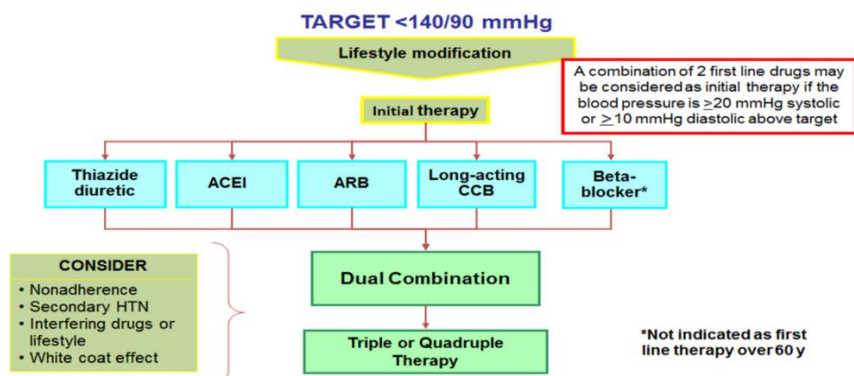 TARGET <140/90 mmHg
Lifestyle modification
A combination of 2 first line drugs may
be considered as initial therapy if the
blood pressure is ≥20 mmHg systolic
or ≥10 mmHg diastolic above target
Initial therapy
Thiazide
diuretic
ACEI
ARB
Long-acting
CCB
Beta-
blocker*
CONSIDER
• Nonadherence
• Secondary HTN
• Interfering drugs or
lifestyle
• White coat effect
Dual Combination
Triple or Quadruple
Therapy
*Not indicated as first
line therapy over 60 y